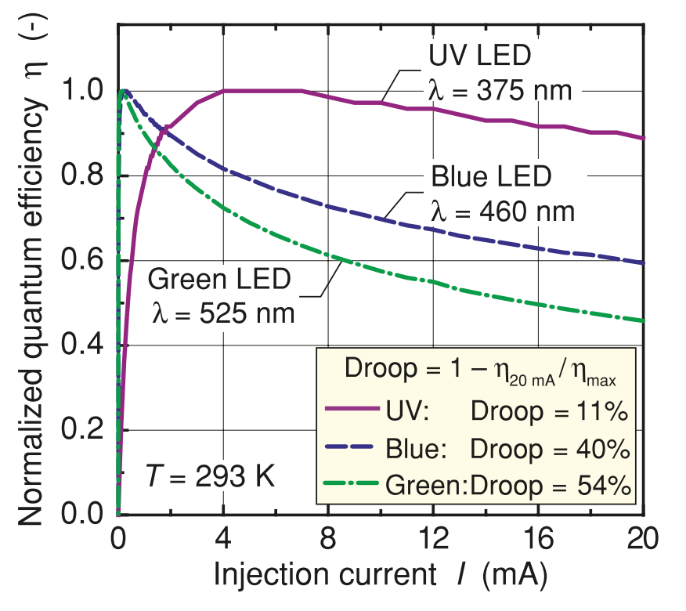 Normalized quantum efficiency η (-)
1.0
0.8
0.6
0.4
0.2
0.0
UV LED
λ = 375 nm
Blue LED
λ = 460 nm
Green LED
λ = 525 nm
T = 293 K
Droop = 1 – η20 mA / ηmax
UV: Droop = 11%
Blue: Droop = 40%
Green: Droop = 54%
0 4 8 12 16 20
Injection current I (mA)